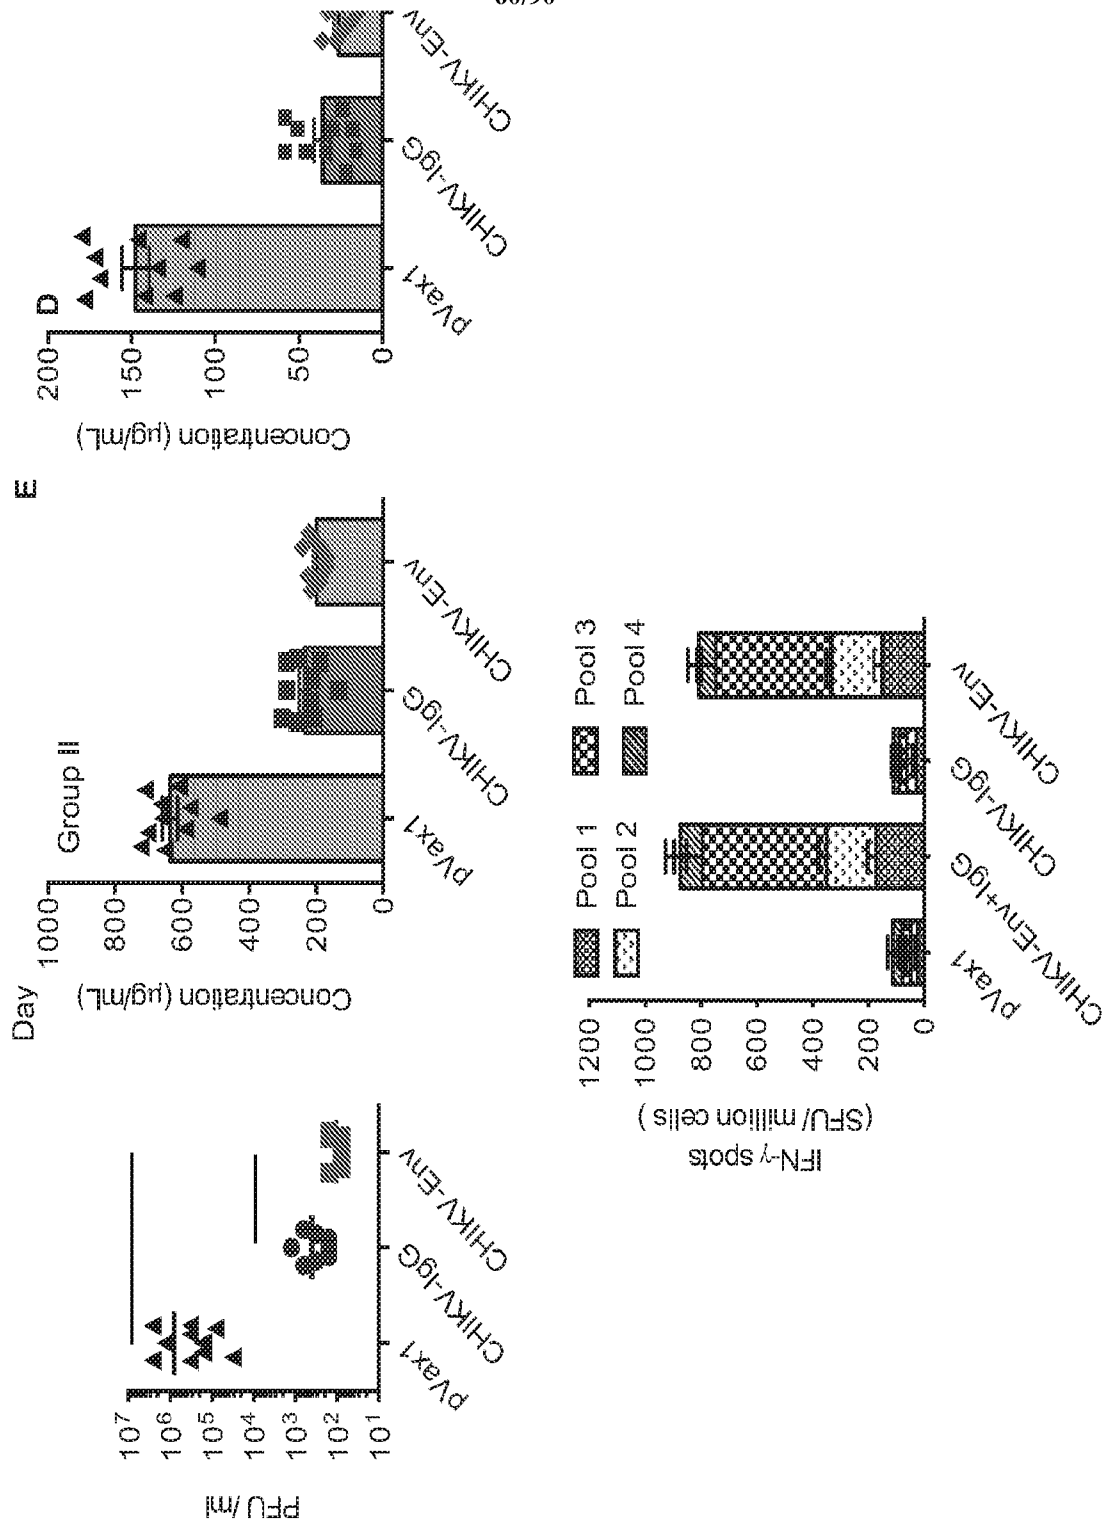 D
200
150
100
50
0
Concentration (µg/mL)
pVax1
CHIKV-IgG
CHIKV-Env
E
Day
Group II
1000
800
600
400
200
0
Concentration (µg/mL)
pVax1
CHIKV-IgG
CHIKV-Env
10⁷
10⁶
10⁵
10⁴
10³
10²
10¹
PFU/ml
pVax1
CHIKV-IgG
CHIKV-Env
Pool 1
Pool 3
Pool 2
Pool 4
1200
1000
800
600
400
200
0
IFN-γ spots
(SFU/million cells )
pVax1
CHIKV-Env+IgG
CHIKV-IgG
CHIKV-Env